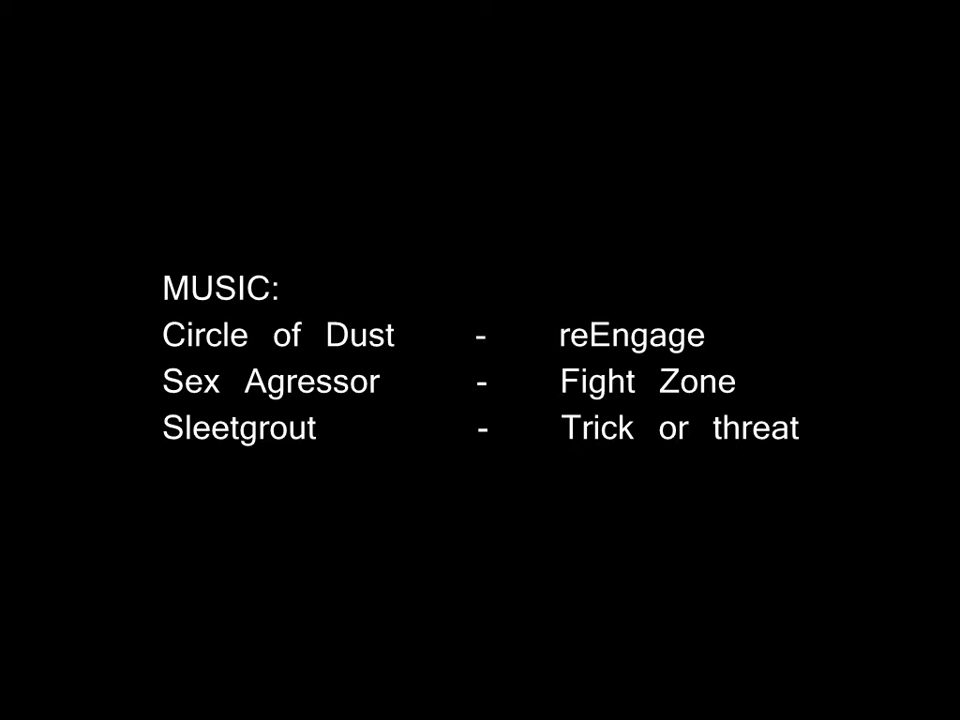 MUSIC:
Circle of Dust - reEngage
Sex Agressor - Fight Zone
Sleetgrout - Trick or threat